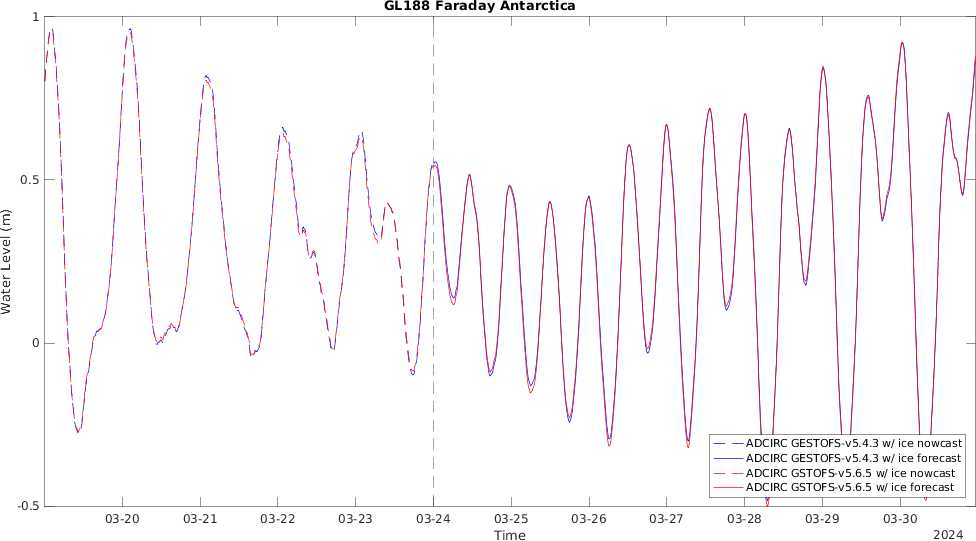 GL188 Faraday Antarctica
1
0.5
0
-0.5
Water Level (m)
ADCIRC GESTOFS-v5.4.3 w/ ice nowcast
ADCIRC GESTOFS-v5.4.3 w/ ice forecast
ADCIRC GSTOFS-v5.6.5 w/ ice nowcast
ADCIRC GSTOFS-v5.6.5 w/ ice forecast
03-20 03-21 03-22 03-23 03-24 03-25 03-26 03-27 03-28 03-29 03-30
Time
2024